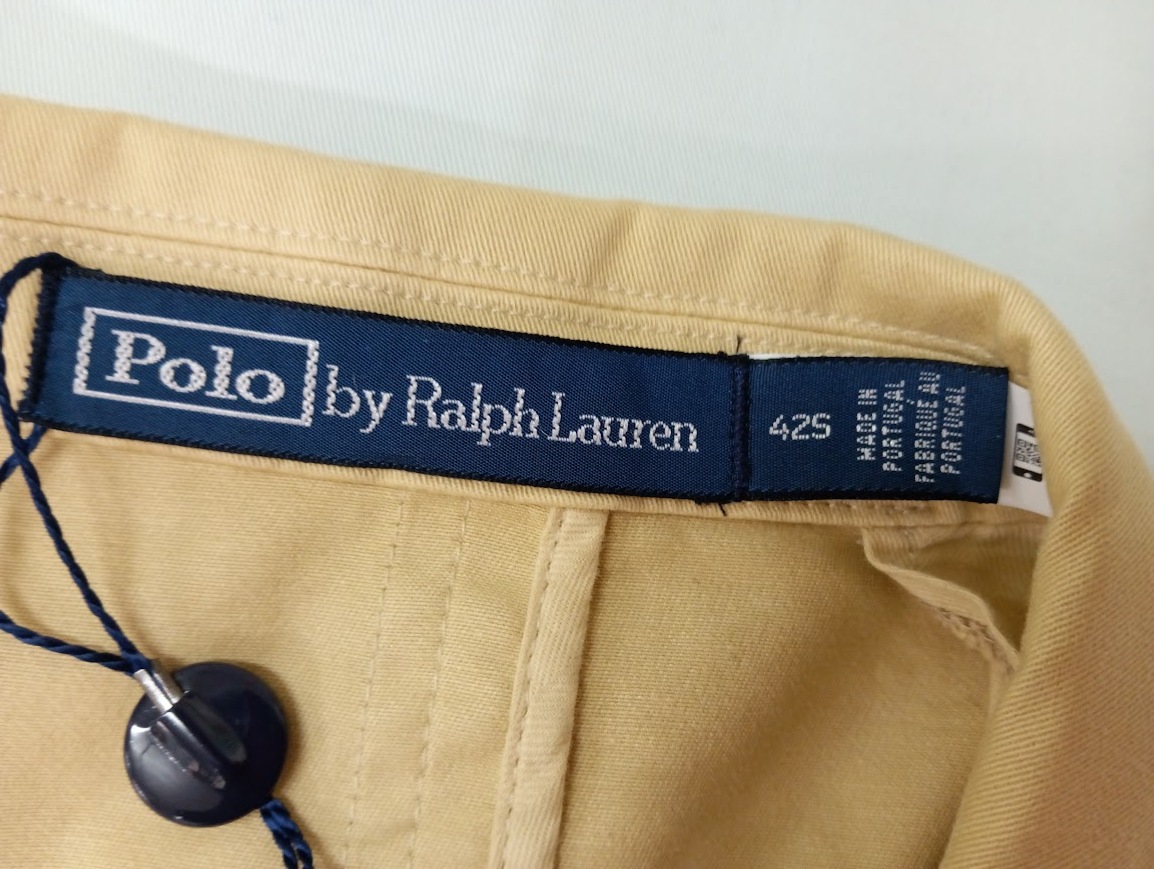 Polo by Ralph Lauren
42S
MADE IN
PORTUGAL
FABRIQUÉ AU
PORTUGAL